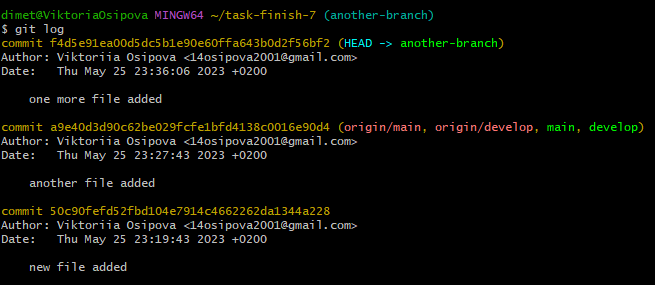 dimet@ViktoriaOsipova MINGW64 ~/task-finish-7 (another-branch)
$ git log
commit f4d5e91ea00d5dc5b1e90e60ffa643b0d2f56bf2 (HEAD -> another-branch)
Author: Viktoriia Osipova <14osipova2001@gmail.com>
Date:   Thu May 25 23:36:06 2023 +0200
    one more file added
commit a9e40d3d90c62be029fcfe1bfd4138c0016e90d4 (origin/main, origin/develop, main, develop)
Author: Viktoriia Osipova <14osipova2001@gmail.com>
Date:   Thu May 25 23:27:43 2023 +0200
    another file added
commit 50c90fefd52fbd104e7914c4662262da1344a228
Author: Viktoriia Osipova <14osipova2001@gmail.com>
Date:   Thu May 25 23:19:43 2023 +0200
    new file added